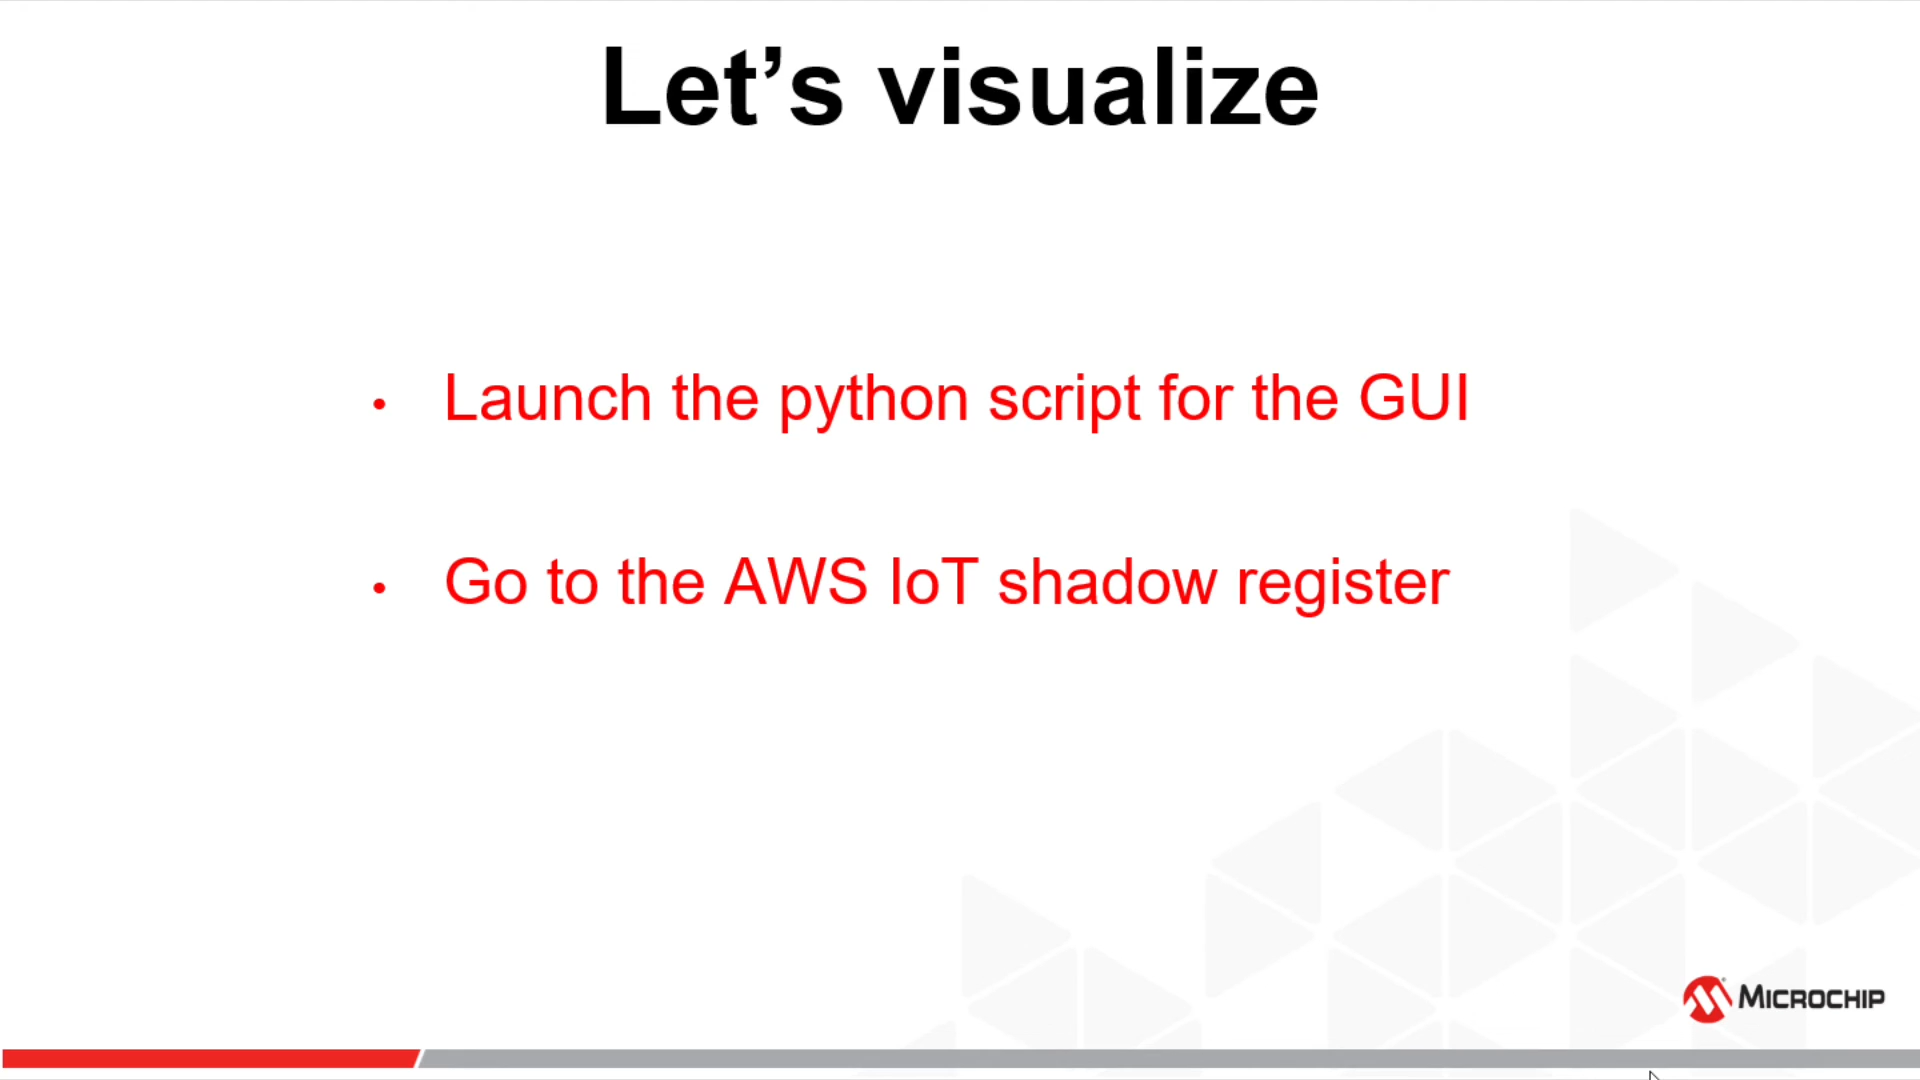 Let’s visualize
• Launch the python script for the GUI
• Go to the AWS IoT shadow register
MICROCHIP